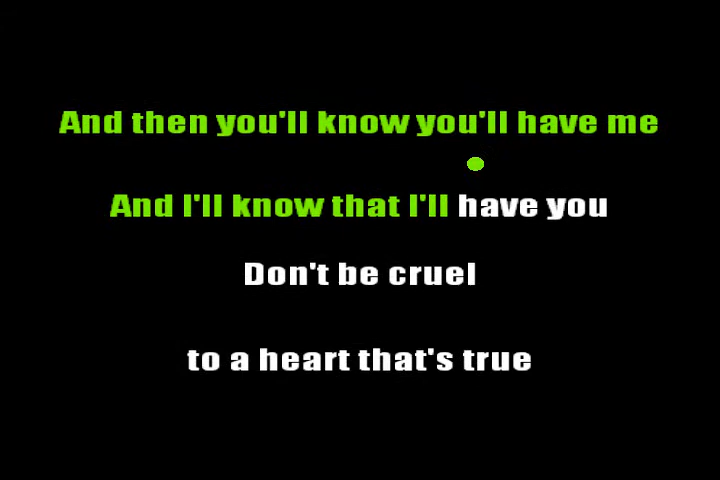 And then you'll know you'll have me
And I'll know that I'll have you
Don't be cruel
to a heart that's true